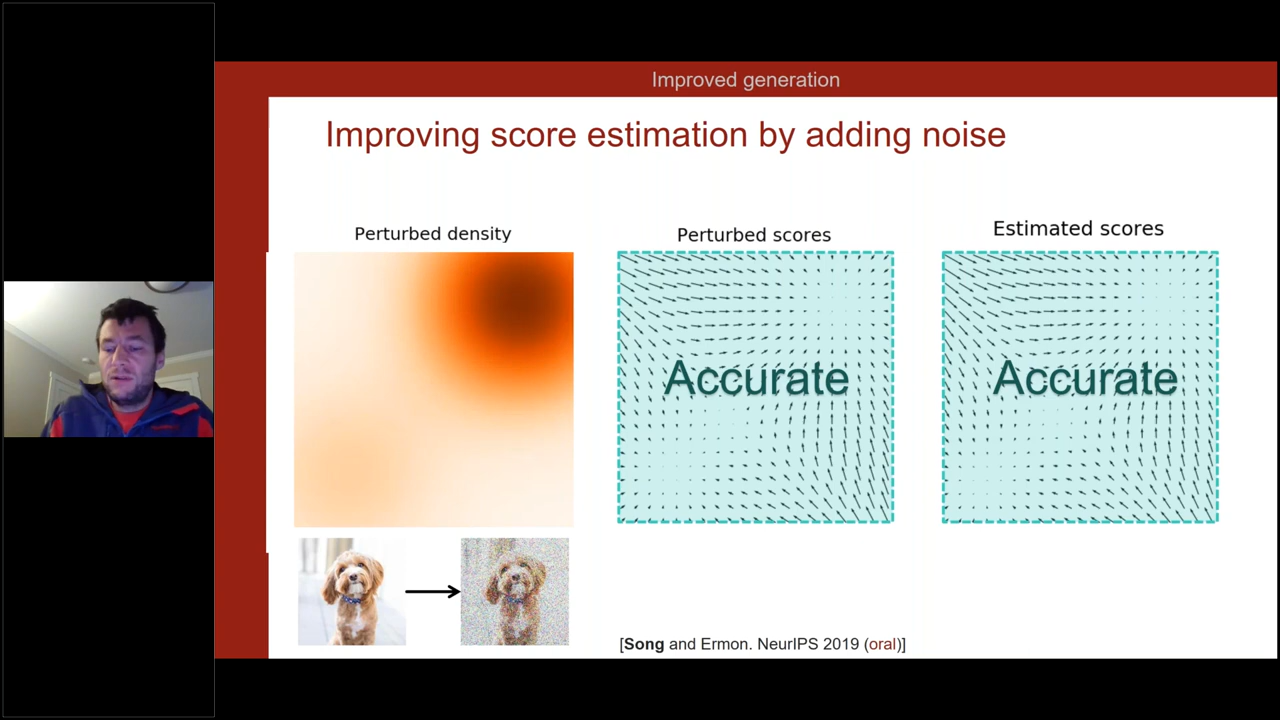 Improved generation
Improving score estimation by adding noise
Perturbed density
Perturbed scores
Estimated scores
Accurate
Accurate
[Song and Ermon. NeurIPS 2019 (oral)]